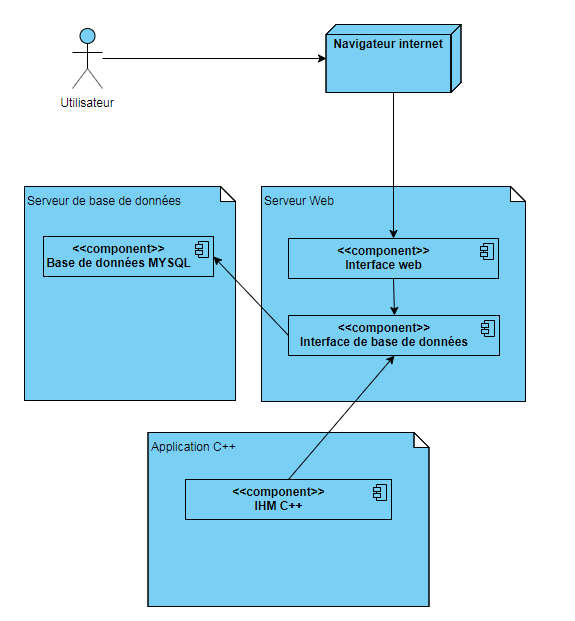 Navigateur internet
Utilisateur
Serveur de base de données
<<component>>
Base de données MYSQL
Serveur Web
<<component>>
Interface web
<<component>>
Interface de base de données
Application C++
<<component>>
IHM C++